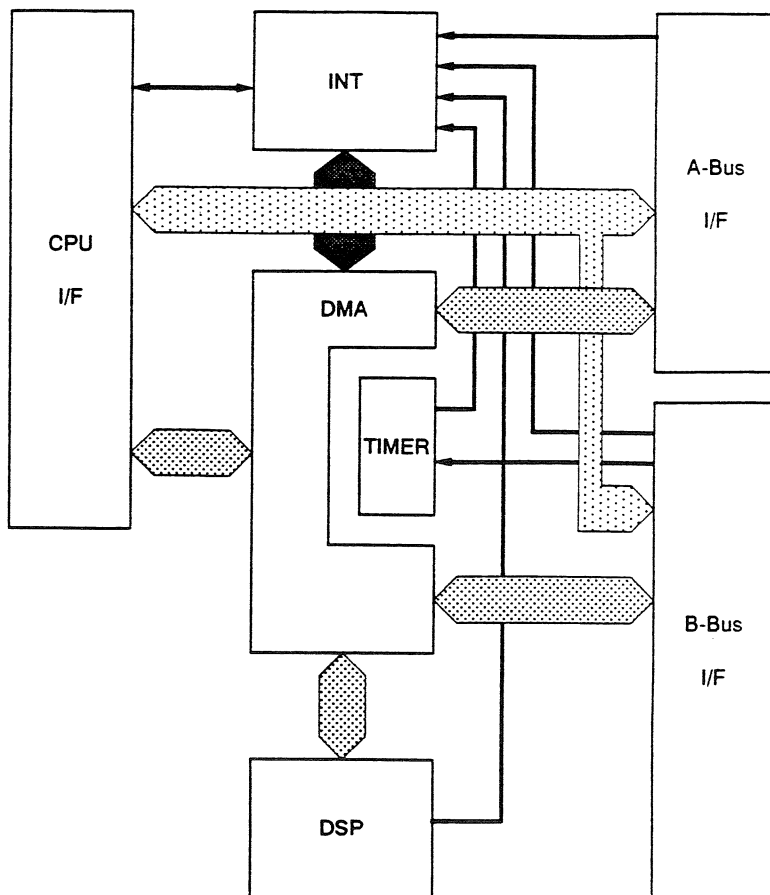 INT
A-Bus
I/F
CPU
I/F
DMA
TIMER
B-Bus
I/F
DSP